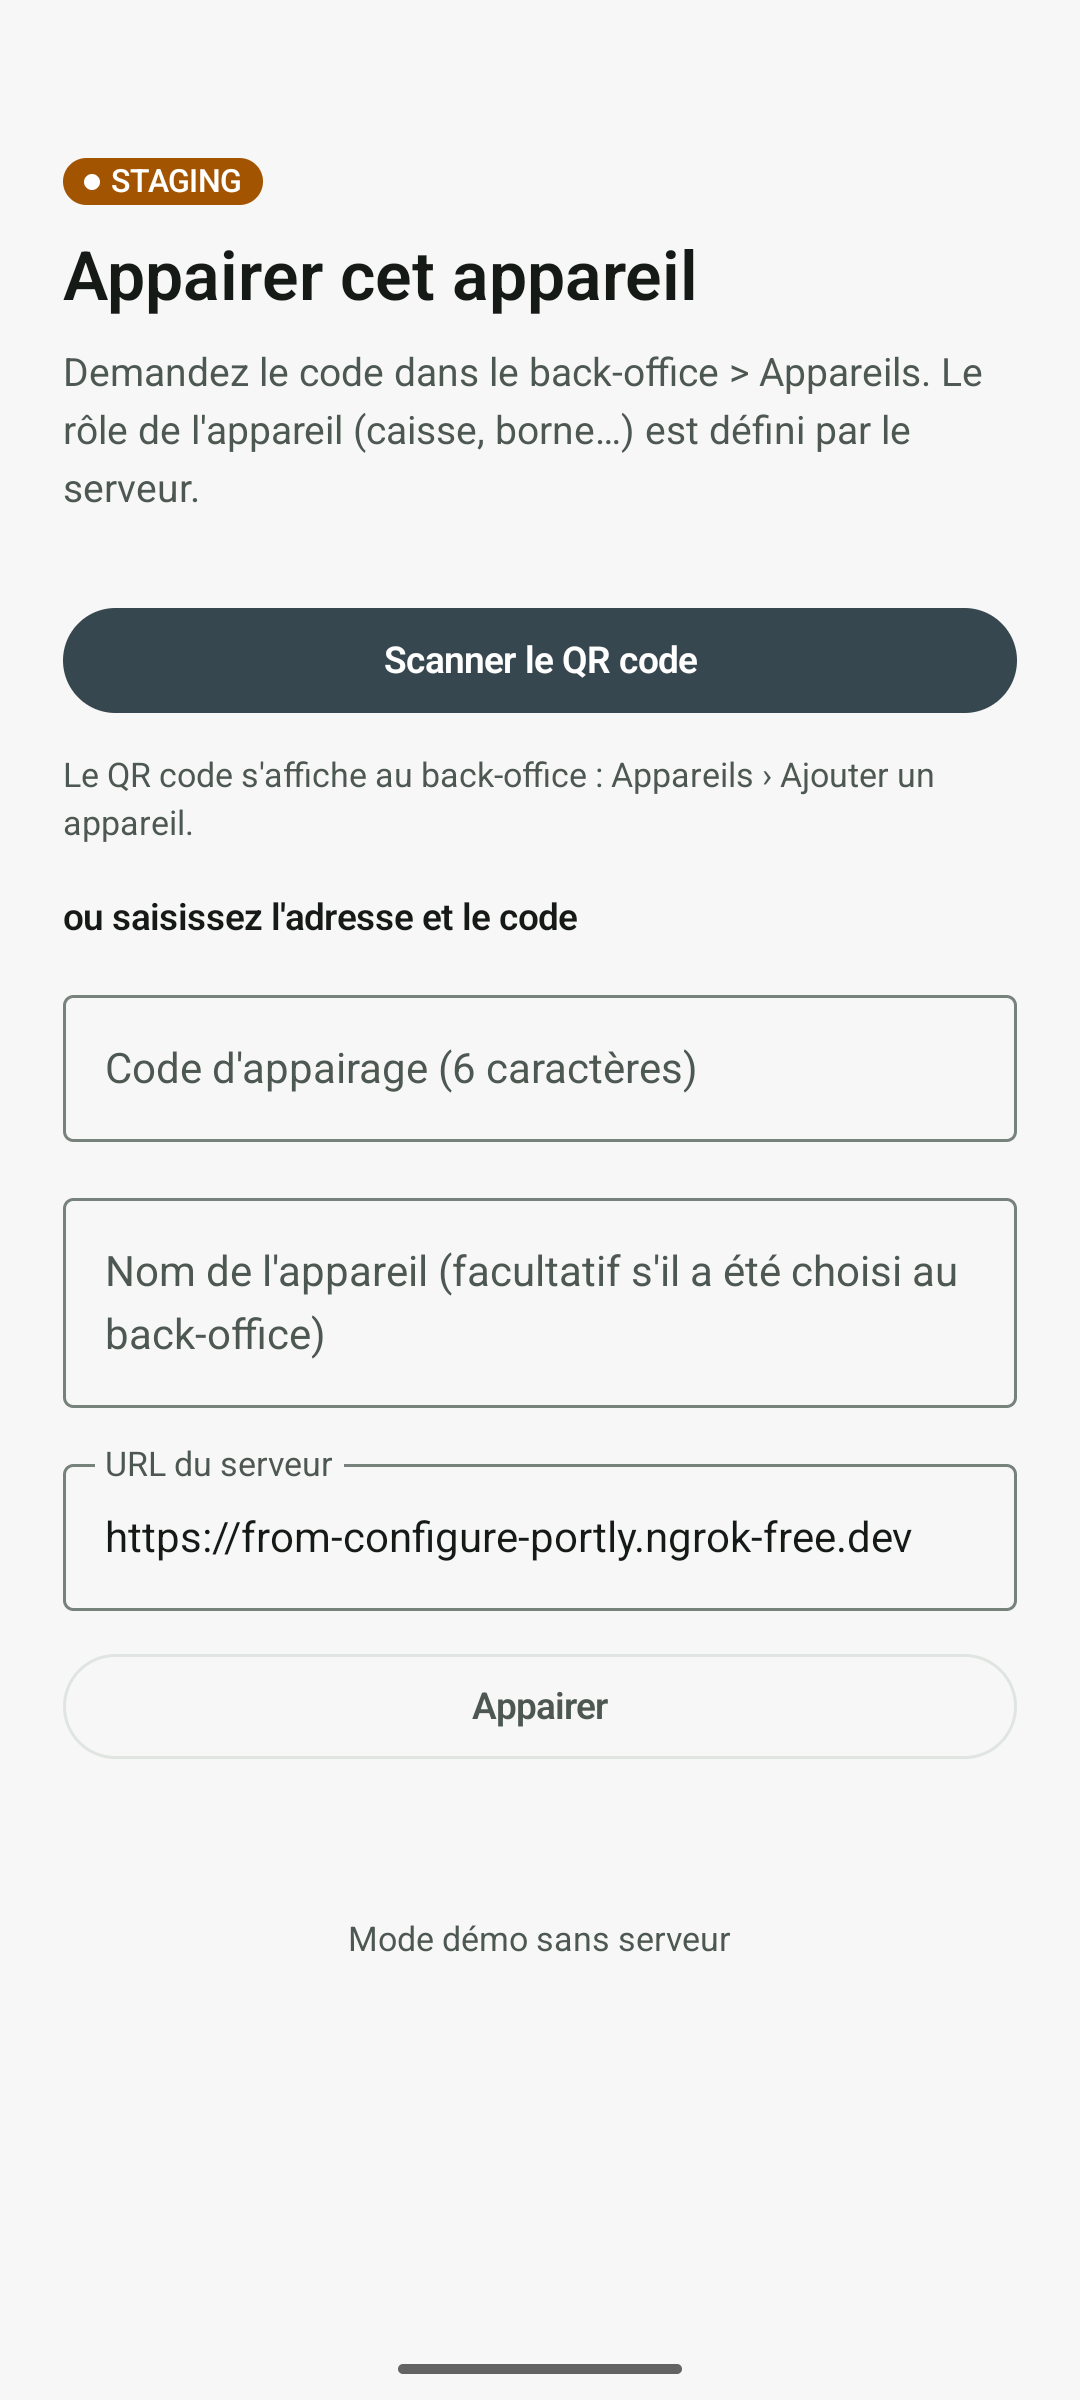 STAGING
Appairer cet appareil
Demandez le code dans le back-office > Appareils. Le
rôle de l'appareil (caisse, borne…) est défini par le
serveur.
Scanner le QR code
Le QR code s'affiche au back-office : Appareils › Ajouter un
appareil.
ou saisissez l'adresse et le code
Code d'appairage (6 caractères)
Nom de l'appareil (facultatif s'il a été choisi au
back-office)
URL du serveur
https://from-configure-portly.ngrok-free.dev
Appairer
Mode démo sans serveur